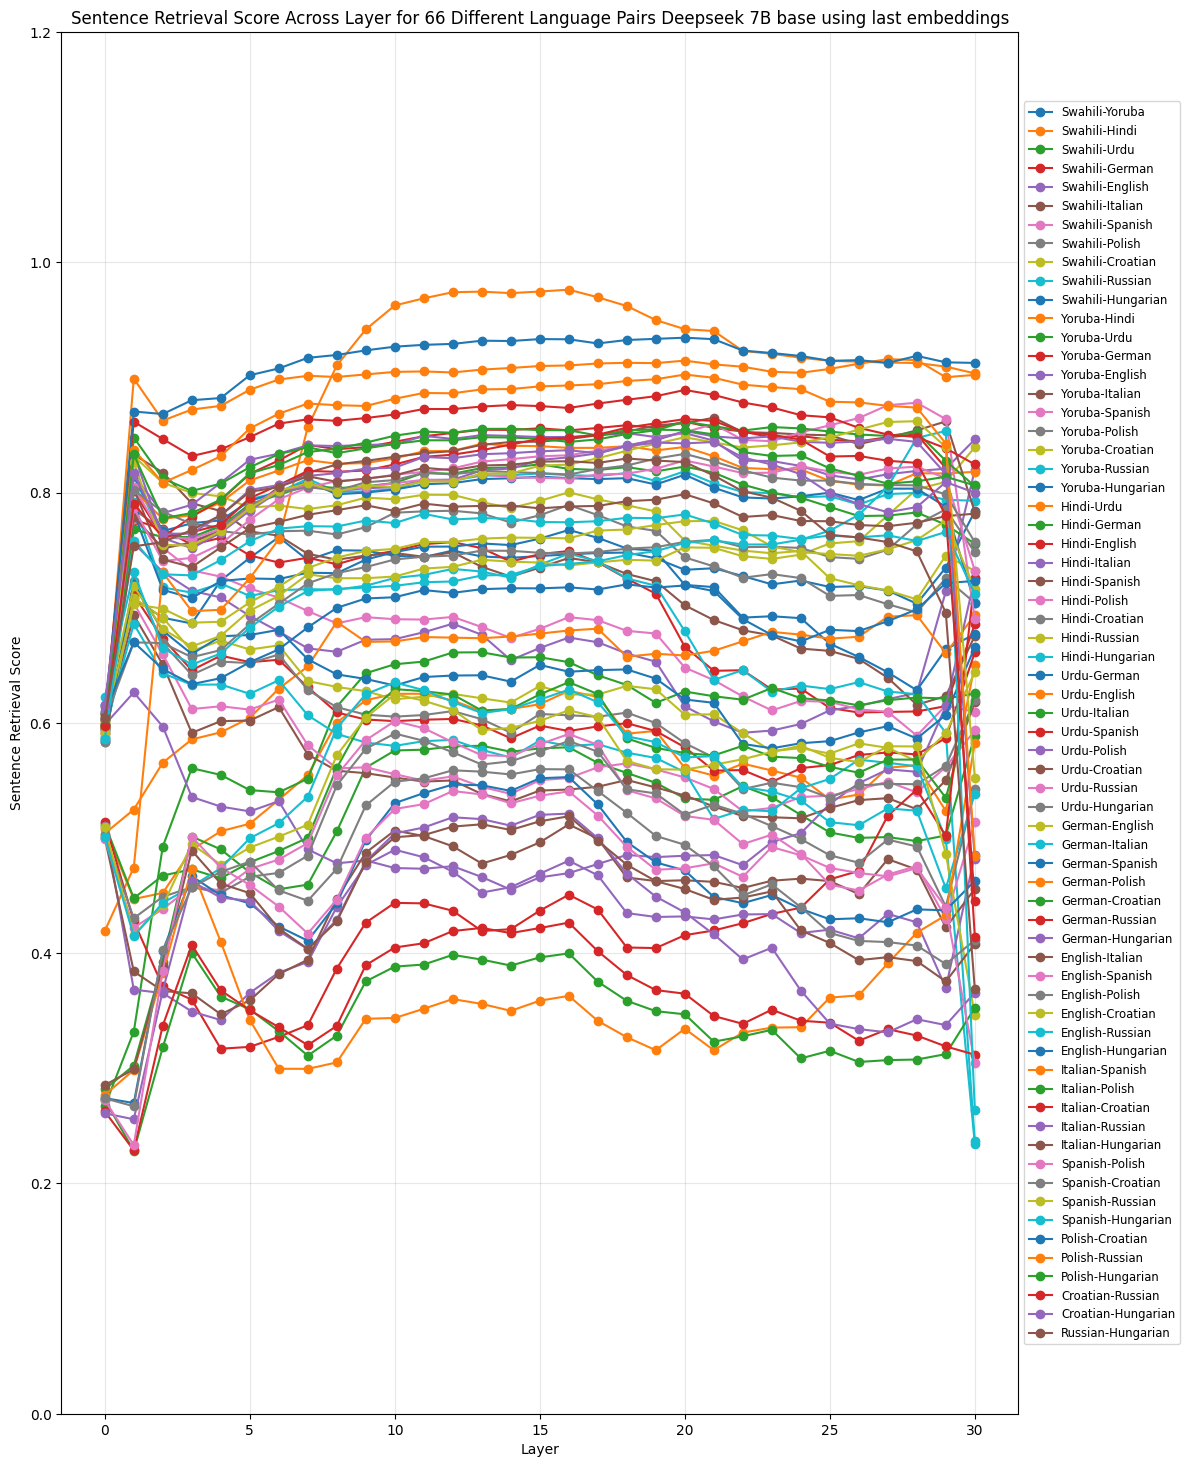 Sentence Retrieval Score Across Layer for 66 Different Language Pairs Deepseek 7B base using last embeddings
1.2
1.0
0.8
0.6
0.4
0.2
0.0
Sentence Retrieval Score
0
5
10
15
20
25
30
Layer
Swahili-Yoruba
Swahili-Hindi
Swahili-Urdu
Swahili-German
Swahili-English
Swahili-Italian
Swahili-Spanish
Swahili-Polish
Swahili-Croatian
Swahili-Russian
Swahili-Hungarian
Yoruba-Hindi
Yoruba-Urdu
Yoruba-German
Yoruba-English
Yoruba-Italian
Yoruba-Spanish
Yoruba-Polish
Yoruba-Croatian
Yoruba-Russian
Yoruba-Hungarian
Hindi-Urdu
Hindi-German
Hindi-English
Hindi-Italian
Hindi-Spanish
Hindi-Polish
Hindi-Croatian
Hindi-Russian
Hindi-Hungarian
Urdu-German
Urdu-English
Urdu-Italian
Urdu-Spanish
Urdu-Polish
Urdu-Croatian
Urdu-Russian
Urdu-Hungarian
German-English
German-Italian
German-Spanish
German-Polish
German-Croatian
German-Russian
German-Hungarian
English-Italian
English-Spanish
English-Polish
English-Croatian
English-Russian
English-Hungarian
Italian-Spanish
Italian-Polish
Italian-Croatian
Italian-Russian
Italian-Hungarian
Spanish-Polish
Spanish-Croatian
Spanish-Russian
Spanish-Hungarian
Polish-Croatian
Polish-Russian
Polish-Hungarian
Croatian-Russian
Croatian-Hungarian
Russian-Hungarian